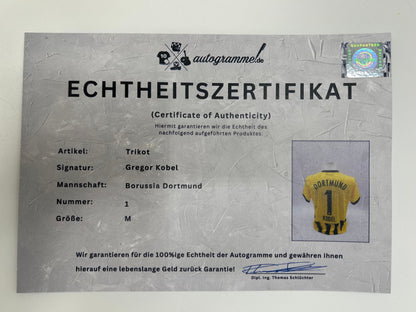 autogramme.de
ECHTHEITSZERTIFIKAT
(Certificate of Authenticity)
Hiermit garantieren wir die Echtheit des
nachfolgend aufgeführten Produktes.
Artikel: Trikot
Signatur: Gregor Kobel
Mannschaft: Borussia Dortmund
Nummer: 1
Größe: M
DORTMUND
1
KOBEL
Wir garantieren für die 100%ige Echtheit der Autogramme und gewähren Ihnen
hierauf eine lebenslange Geld zurück Garantie!
Dipl. Ing. Thomas Schlüchter